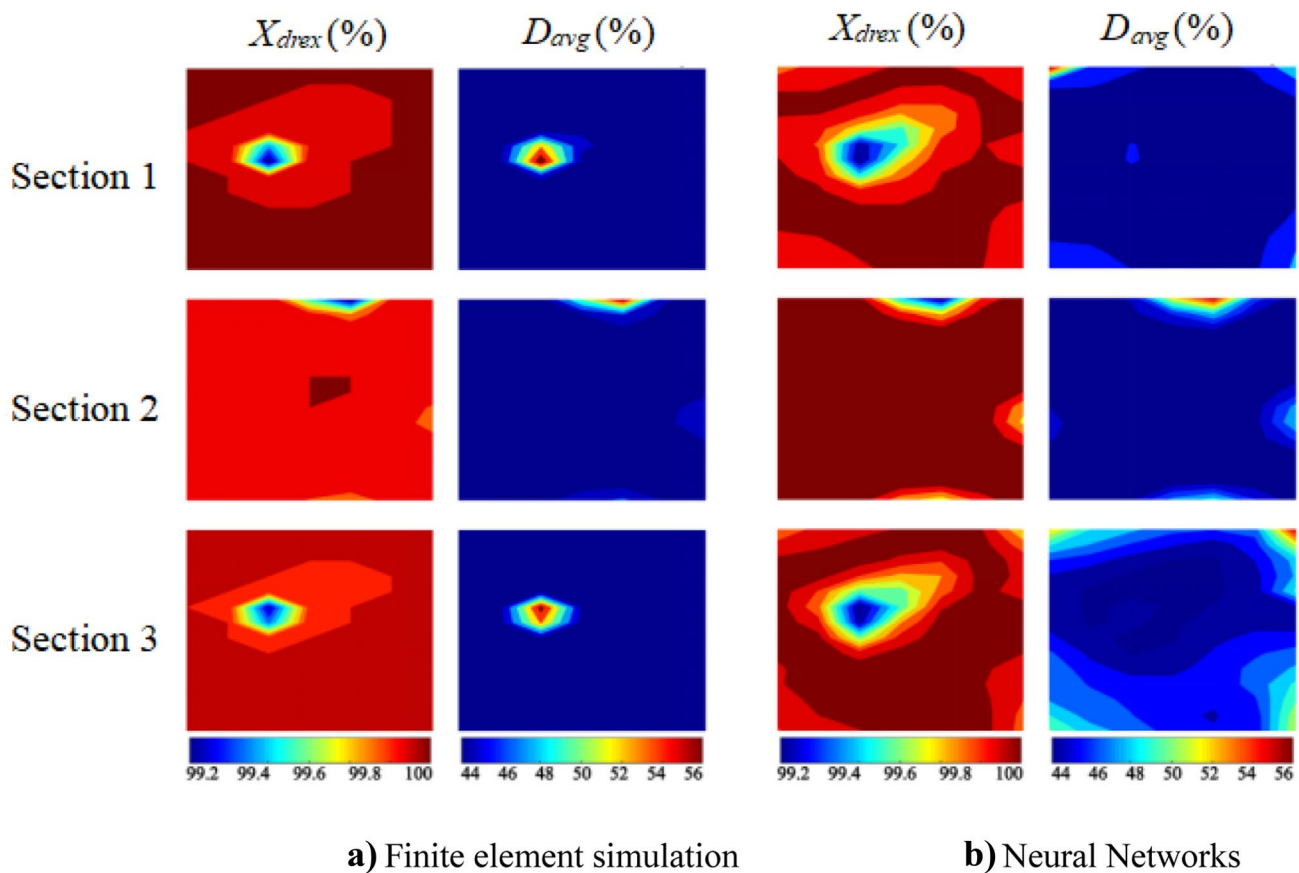 Xdrex (%) Davg (%) Xdrex (%) Davg (%)
Section 1
Section 2
Section 3
99.2 99.4 99.6 99.8 100 44 46 48 50 52 54 56 99.2 99.4 99.6 99.8 100 44 46 48 50 52 54 56
a) Finite element simulation b) Neural Networks